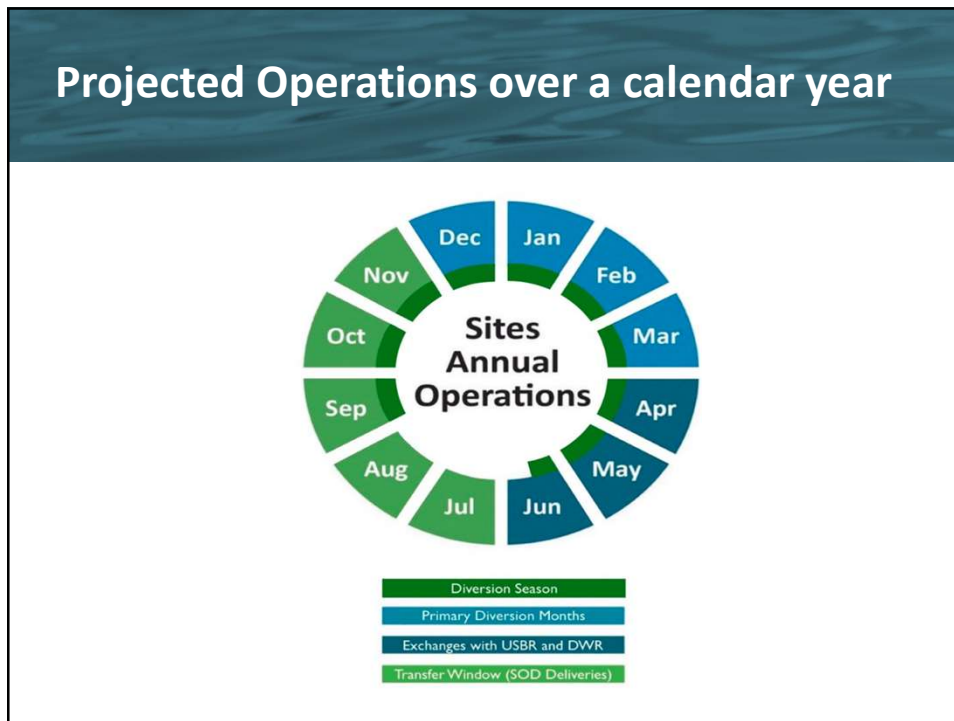 Projected Operations over a calendar year
Dec
Jan
Nov
Feb
Oct
Mar
Sep
Apr
Aug
May
Jul
Jun
Sites
Annual
Operations
Diversion Season
Primary Diversion Months
Exchanges with USBR and DWR
Transfer Window (SOD Deliveries)